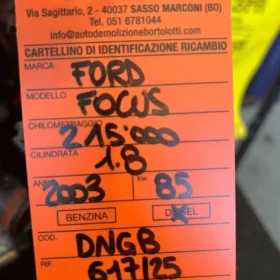 Via Sagittario, 2 - 40037 SASSO MARCONI (BO)
Tel. 051 6781044
info@autodemolizionebortolotti.com
CARTELLINO DI IDENTIFICAZIONE RICAMBIO
MARCA FORD
MODELLO FOCUS
CHILOMETRAGGIO 215'000
CILINDRATA 1.8
ANNO 2003 kW 85
BENZINA DIESEL
COD. DNGB
RIF. 617/25